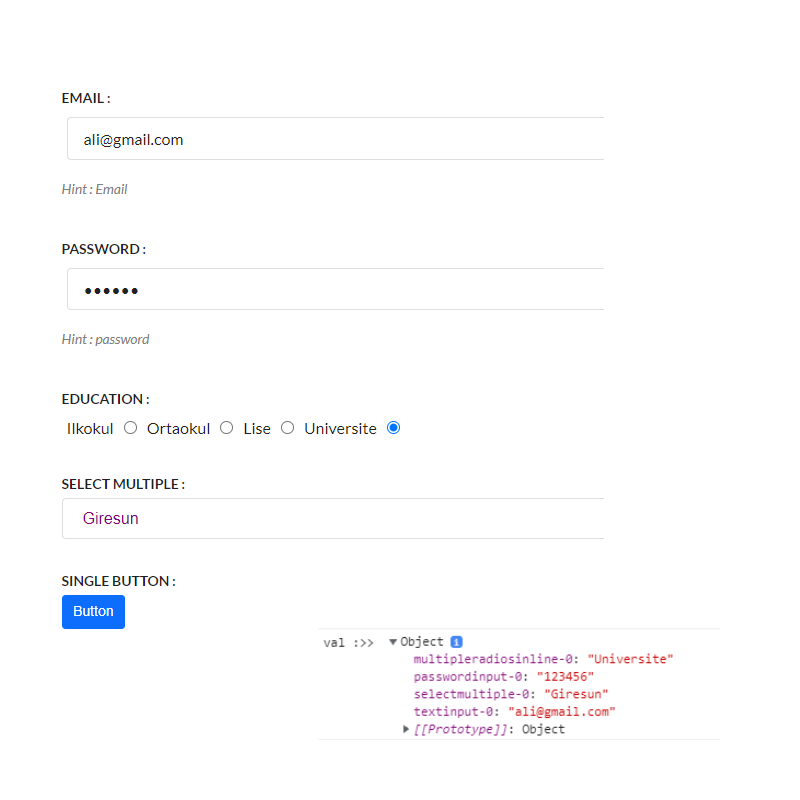 EMAIL :
ali@gmail.com
Hint : Email
PASSWORD :
••••••
Hint : password
EDUCATION :
Ilkokul Ortaokul Lise Universite
SELECT MULTIPLE :
Giresun
SINGLE BUTTON :
Button
val :>> ▼Object i
multipleradiosinline-0: "Universite"
passwordinput-0: "123456"
selectmultiple-0: "Giresun"
textinput-0: "ali@gmail.com"
▶[[Prototype]]: Object